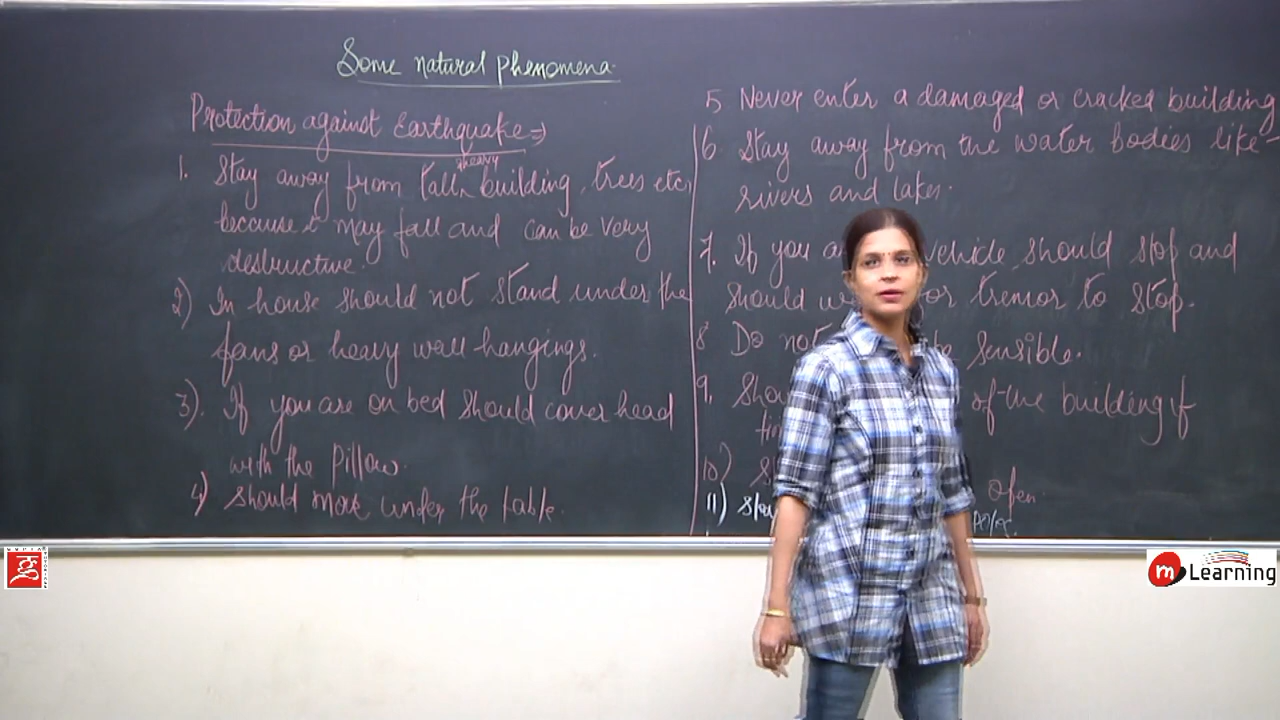 Some natural phenomena.
Protection against Earthquake ⇒
1. Stay away from tall, heavy building, trees etc
because it may fall and can be very
destructive.
2) In house should not stand under the
fans or heavy wall hangings.
3). If you are on bed should cover head
with the pillow.
4) should move under the table.
5 Never enter a damaged or cracked building
6. Stay away from the water bodies like -
rivers and lakes.
7. If you vehicle should stop and
should tremor to stop.
8 Do not be sensible.
9. of the building if
10) open.
11)
m Learning